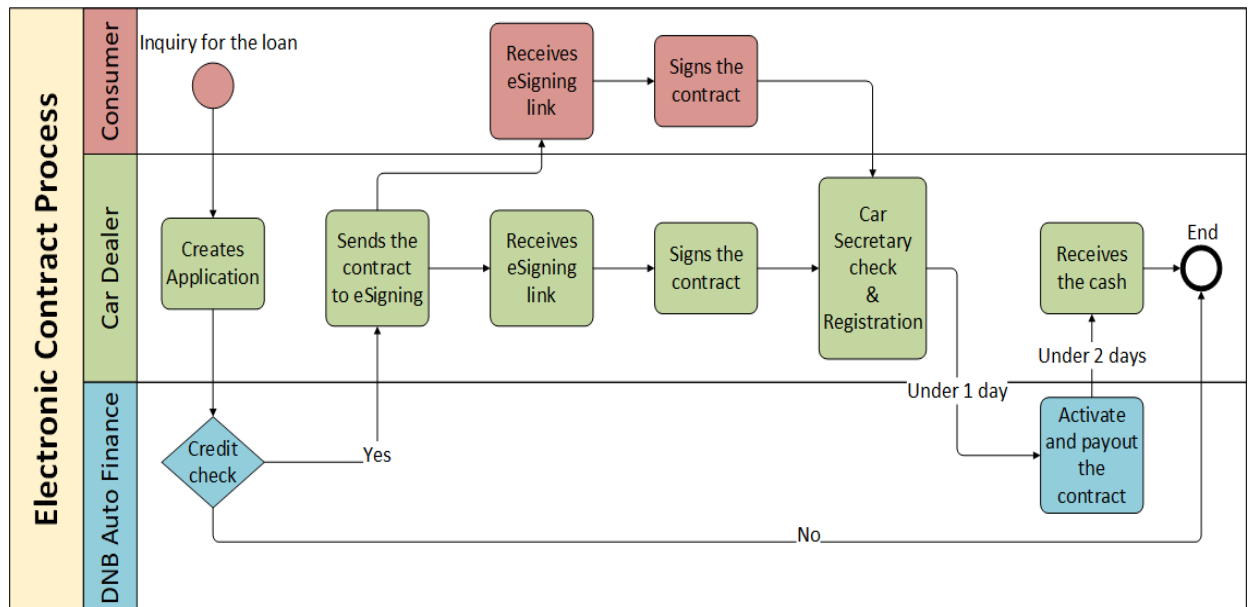 Electronic Contract Process
Consumer
Inquiry for the loan
Receives
eSigning
link
Signs the
contract
Car Dealer
Creates
Application
Sends the
contract
to eSigning
Receives
eSigning
link
Signs the
contract
Car
Secretary
check
&
Registration
Receives
the cash
End
Under 2 days
Under 1 day
DNB Auto Finance
Credit
check
Yes
Activate
and payout
the
contract
No